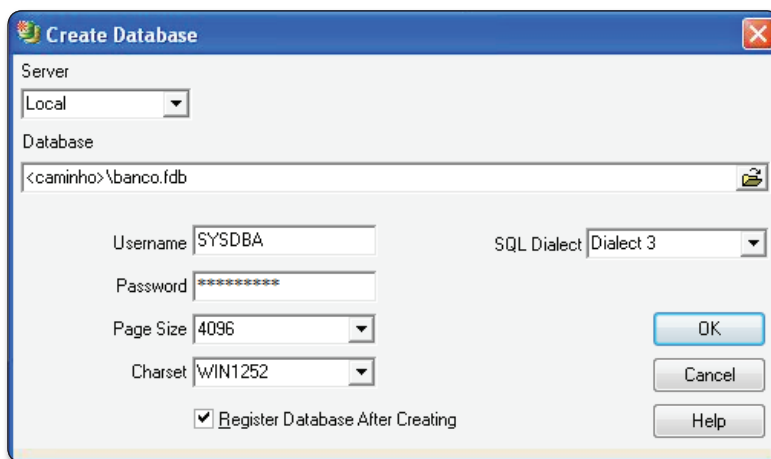 Create Database
Server
Local
Database
<caminho>\banco.fdb
Username SYSDBA SQL Dialect Dialect 3
Password *********
Page Size 4096 OK
Charset WIN1252 Cancel
Register Database After Creating Help